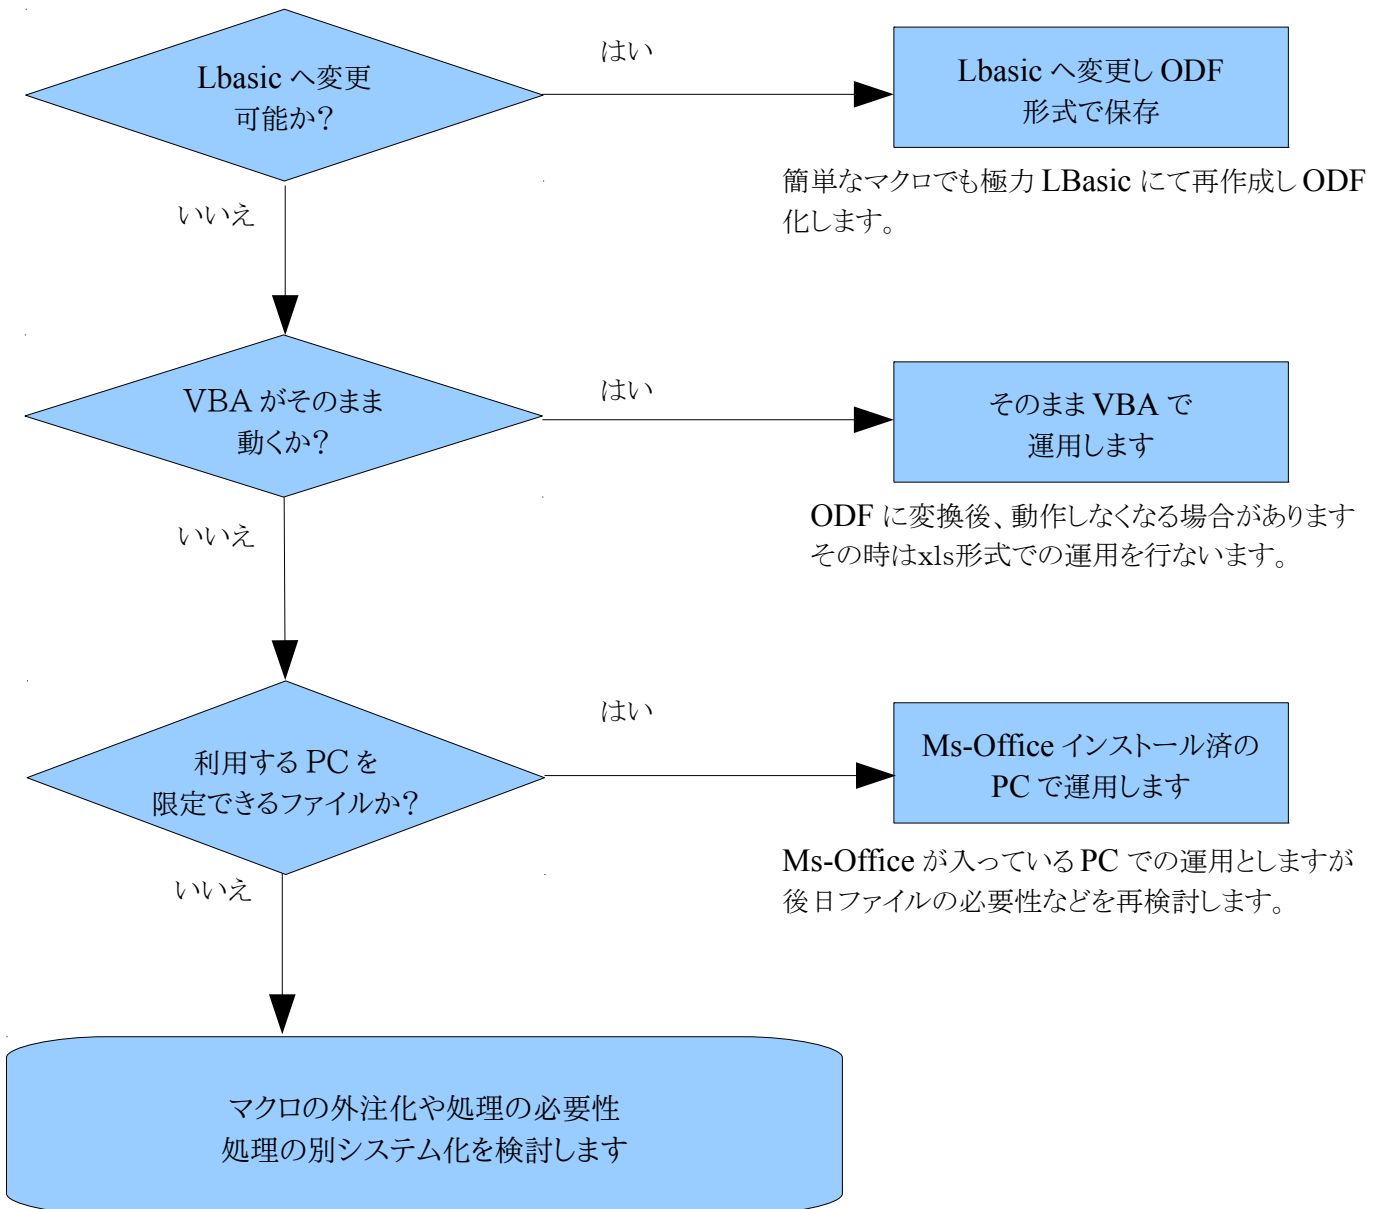 Lbasic へ変更
可能か?
はい
Lbasic へ変更し ODF
形式で保存
簡単なマクロでも極力 LBasic にて再作成し ODF
化します。
いいえ
VBA がそのまま
動くか?
はい
そのまま VBA で
運用します
ODF に変換後、動作しなくなる場合があります
その時はxls形式での運用を行ないます。
いいえ
利用する PC を
限定できるファイルか?
はい
Ms-Office インストール済の
PC で運用します
Ms-Office が入っている PC での運用としますが
後日ファイルの必要性などを再検討します。
いいえ
マクロの外注化や処理の必要性
処理の別システム化を検討します